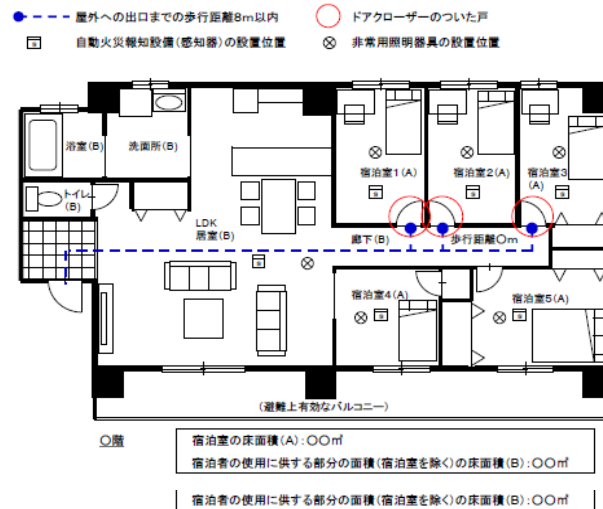 屋外への出口までの歩行距離8m以内
ドアクローザーのついた戸
自動火災報知設備(感知器)の設置位置
非常用照明器具の設置位置
浴室(B)
洗面所(B)
宿泊室1(A)
宿泊室2(A)
宿泊室3
(A)
トイレ
(B)
LDK
居室(B)
廊下(B)
歩行距離〇m
宿泊室4(A)
宿泊室5(A)
(避難上有効なバルコニー)
〇階
宿泊室の床面積(A):〇〇㎡
宿泊者の使用に供する部分の面積(宿泊室を除く)の床面積(B):〇〇㎡
宿泊者の使用に供する部分の面積(宿泊室を除く)の床面積(B):〇〇㎡